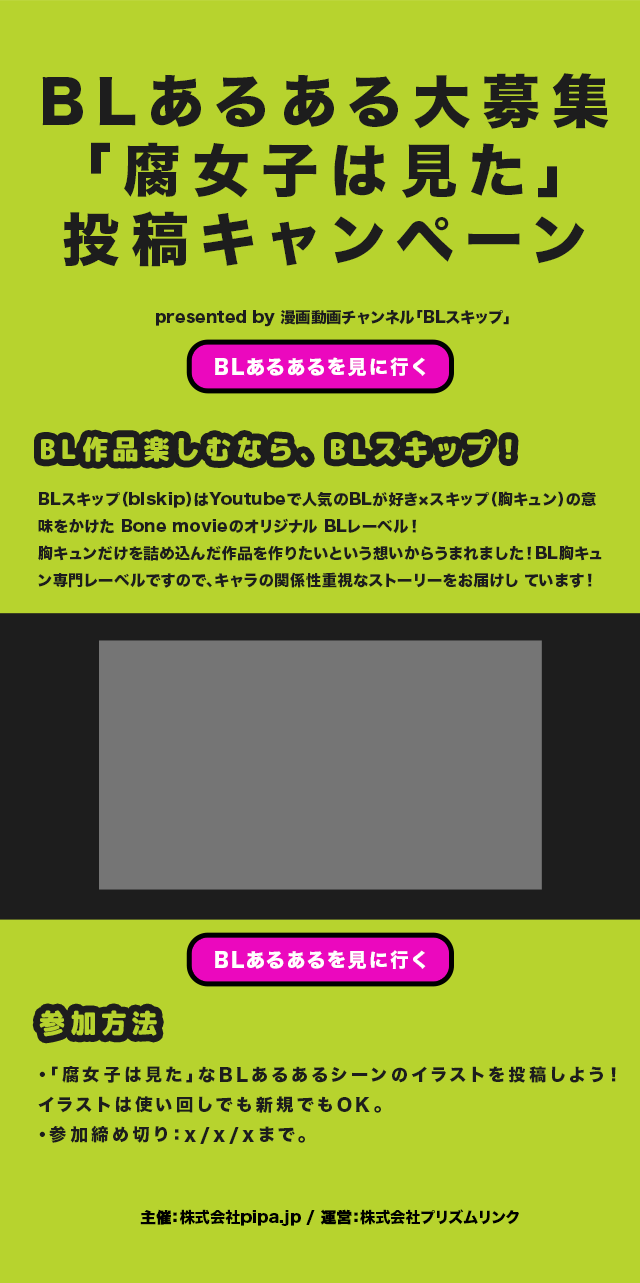 BLあるある大募集
「腐女子は見た」
投稿キャンペーン
presented by 漫画動画チャンネル「BLスキップ」
BLあるあるを見に行く
BL作品楽しむなら、BLスキップ！
BLスキップ（blskip）はYoutubeで人気のBLが好き×スキップ（胸キュン）の意
味をかけた Bone movieのオリジナル BLレーベル！
胸キュンだけを詰め込んだ作品を作りたいという想いからうまれました！BL胸キュ
ン専門レーベルですので、キャラの関係性重視なストーリーをお届けし ています！
BLあるあるを見に行く
参加方法
・「腐女子は見た」なBLあるあるシーンのイラストを投稿しよう！
イラストは使い回しでも新規でもOK。
・参加締め切り：x/x/xまで。
主催：株式会社pipa.jp / 運営：株式会社プリズムリンク